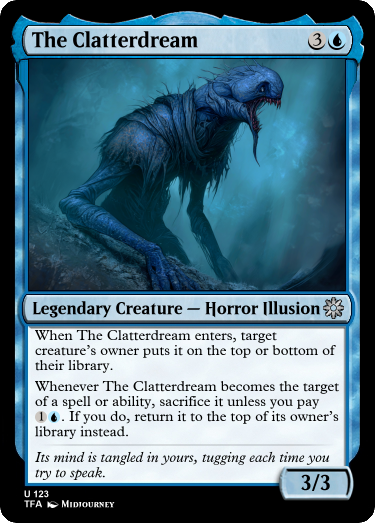 The Clatterdream 3
When The Clatterdream enters, target
creature's owner puts it on the top or bottom of
their library.
Whenever The Clatterdream becomes the target
of a spell or ability, sacrifice it unless you pay
1. If you do, return it to the top of its owner's
library instead.
Its mind is tangled in yours, tugging each time you
try to speak.
Legendary Creature — Horror Illusion
3/3
U 123
TFA MIDJOURNEY